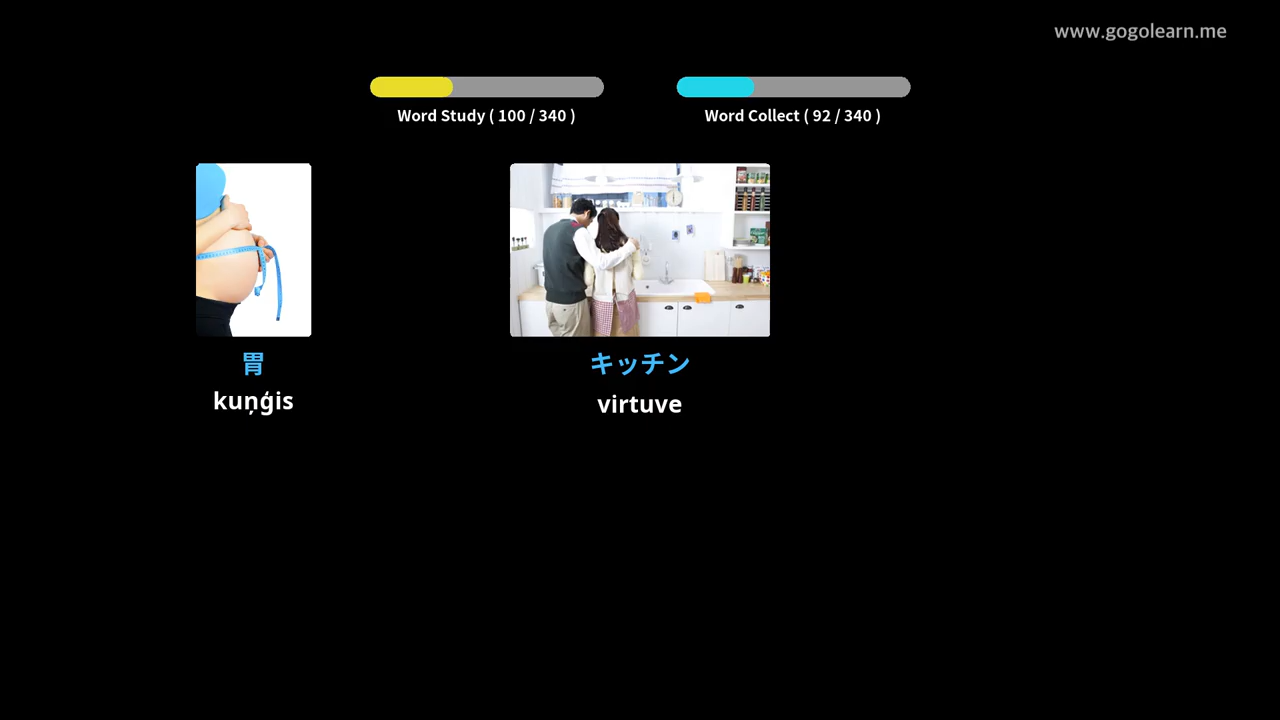 www.gogolearn.me
Word Study ( 100 / 340 )
Word Collect ( 92 / 340 )
胃
kuņģis
キッチン
virtuve